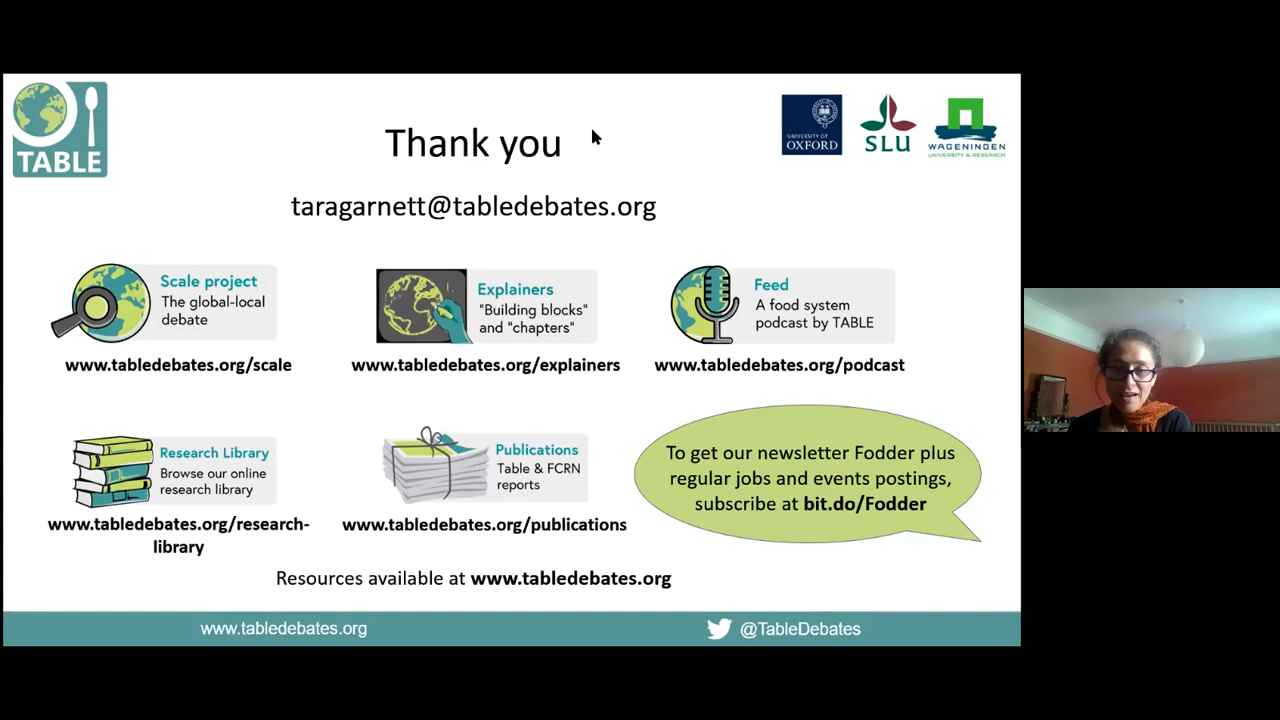 TABLE
Thank you
UNIVERSITY OF
OXFORD
SLU
WAGENINGEN
UNIVERSITY & RESEARCH
taragarnett@tabledebates.org
Scale project
The global-local
debate
www.tabledebates.org/scale
Explainers
"Building blocks"
and "chapters"
www.tabledebates.org/explainers
Feed
A food system
podcast by TABLE
www.tabledebates.org/podcast
Research Library
Browse our online
research library
www.tabledebates.org/research-
library
Publications
Table & FCRN
reports
www.tabledebates.org/publications
To get our newsletter Fodder plus
regular jobs and events postings,
subscribe at bit.do/Fodder
Resources available at www.tabledebates.org
www.tabledebates.org
@TableDebates